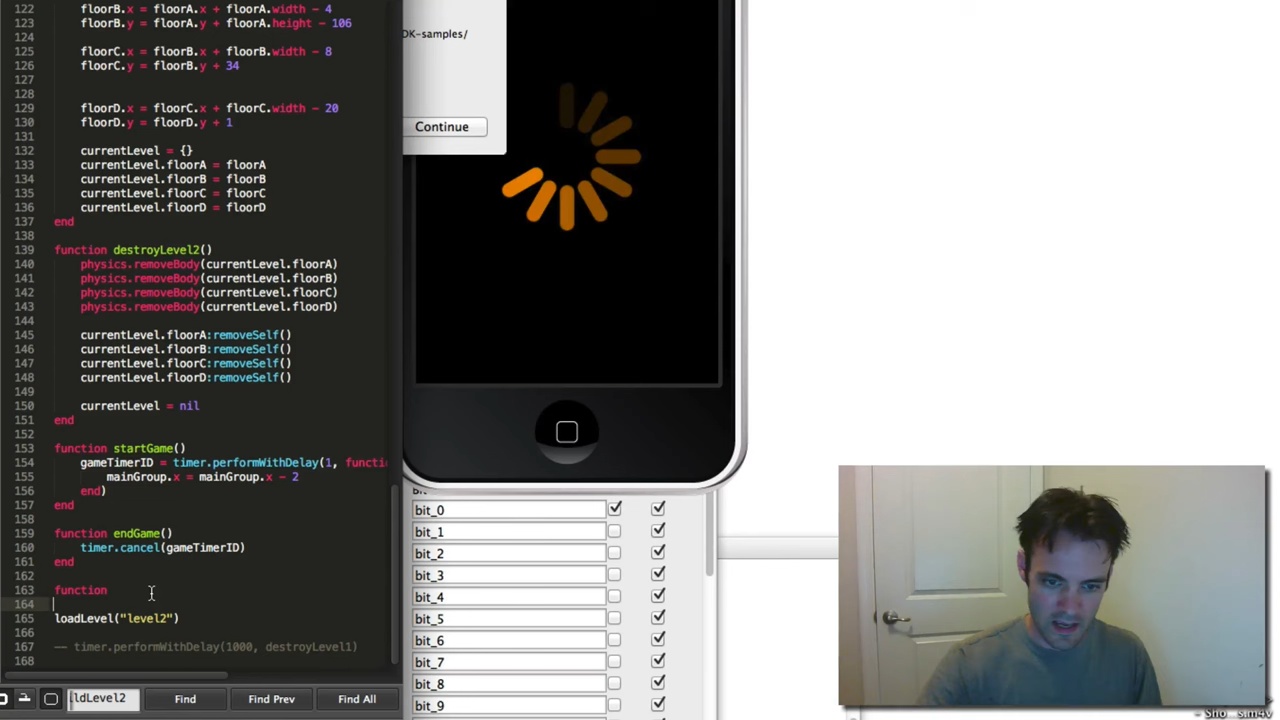 122 floorB.x = floorA.x + floorA.width - 4
123 floorB.y = floorA.y + floorA.height - 106
124
125 floorC.x = floorB.x + floorB.width - 8
126 floorC.y = floorB.y + 34
127
128
129 floorD.x = floorC.x + floorC.width - 20
130 floorD.y = floorD.y + 1
131
132 currentLevel = {}
133 currentLevel.floorA = floorA
134 currentLevel.floorB = floorB
135 currentLevel.floorC = floorC
136 currentLevel.floorD = floorD
137 end
138
139 function destroyLevel2()
140 physics.removeBody(currentLevel.floorA)
141 physics.removeBody(currentLevel.floorB)
142 physics.removeBody(currentLevel.floorC)
143 physics.removeBody(currentLevel.floorD)
144
145 currentLevel.floorA:removeSelf()
146 currentLevel.floorB:removeSelf()
147 currentLevel.floorC:removeSelf()
148 currentLevel.floorD:removeSelf()
149
150 currentLevel = nil
151 end
152
153 function startGame()
154 gameTimerID = timer.performWithDelay(1, functi
155 mainGroup.x = mainGroup.x - 2
156 end)
157 end
158
159 function endGame()
160 timer.cancel(gameTimerID)
161 end
162
163 function
164
165 loadLevel("level2")
166
167 -- timer.performWithDelay(1000, destroyLevel1)
168
ldLevel2 Find Find Prev Find All
DK-samples/
Continue
bit_0
bit_1
bit_2
bit_3
bit_4
bit_5
bit_6
bit_7
bit_8
bit_9
- Sho...s.m4v